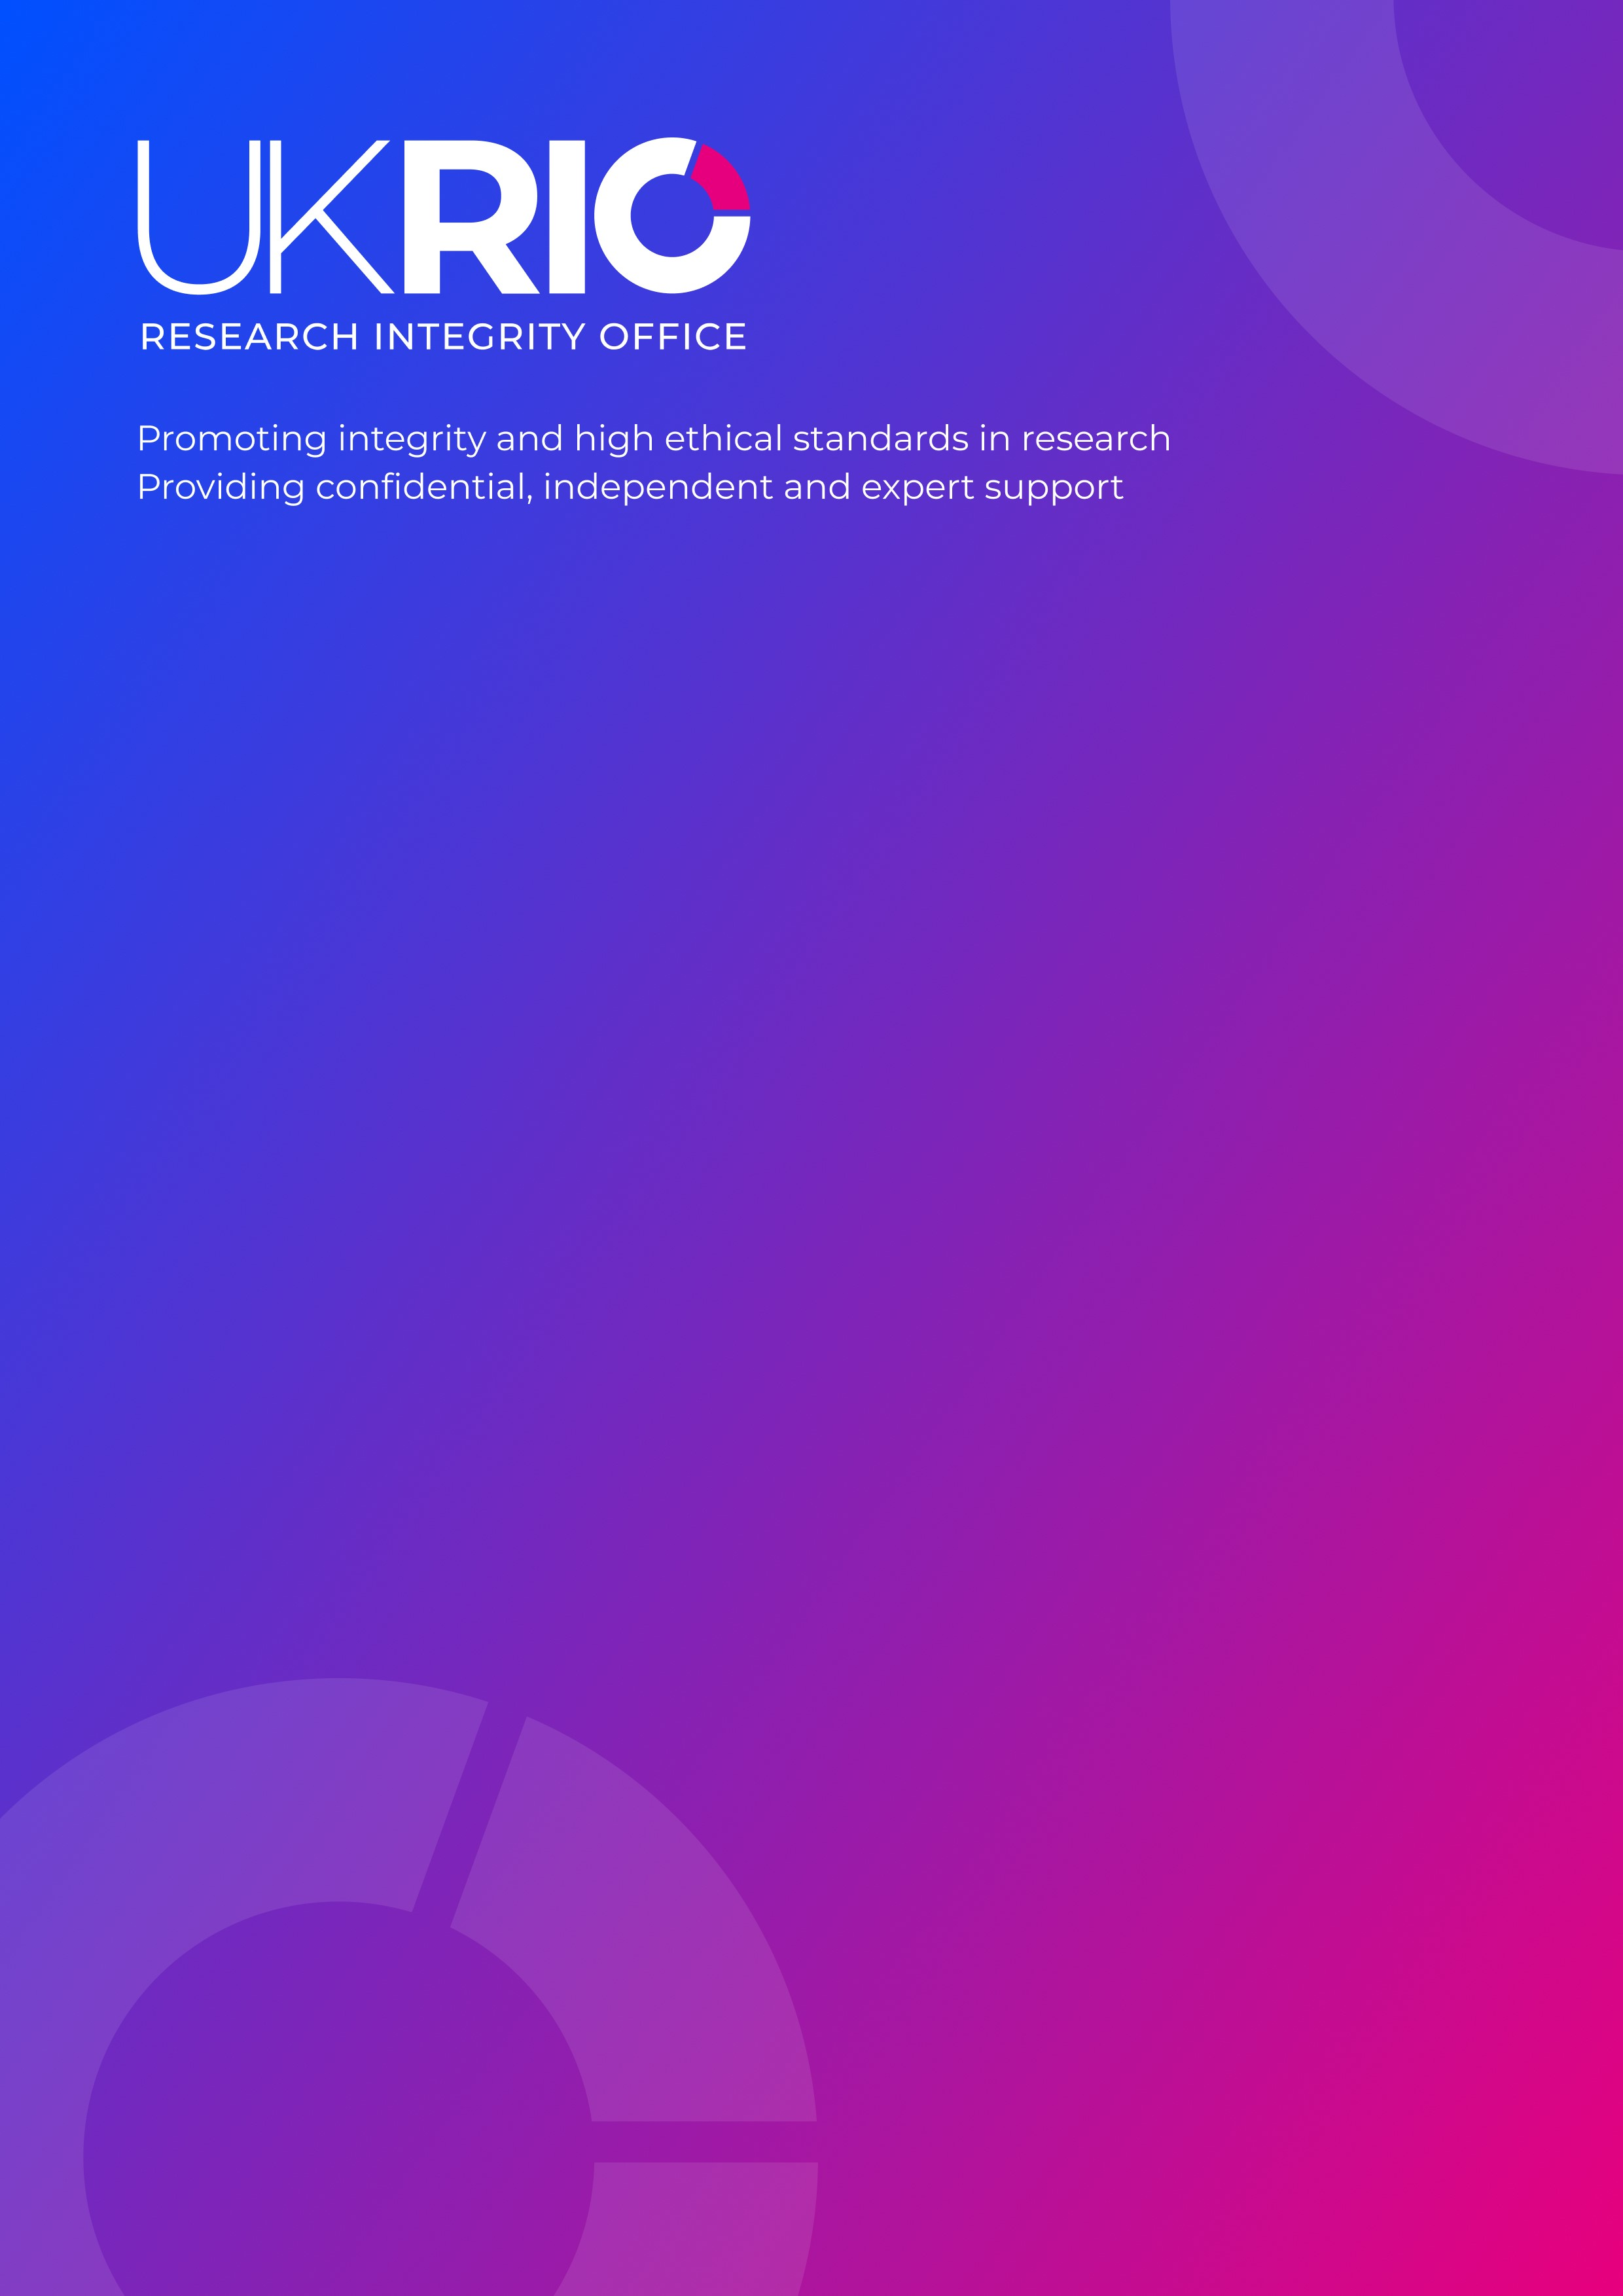 UKRIO
RESEARCH INTEGRITY OFFICE
Promoting integrity and high ethical standards in research
Providing confidential, independent and expert support